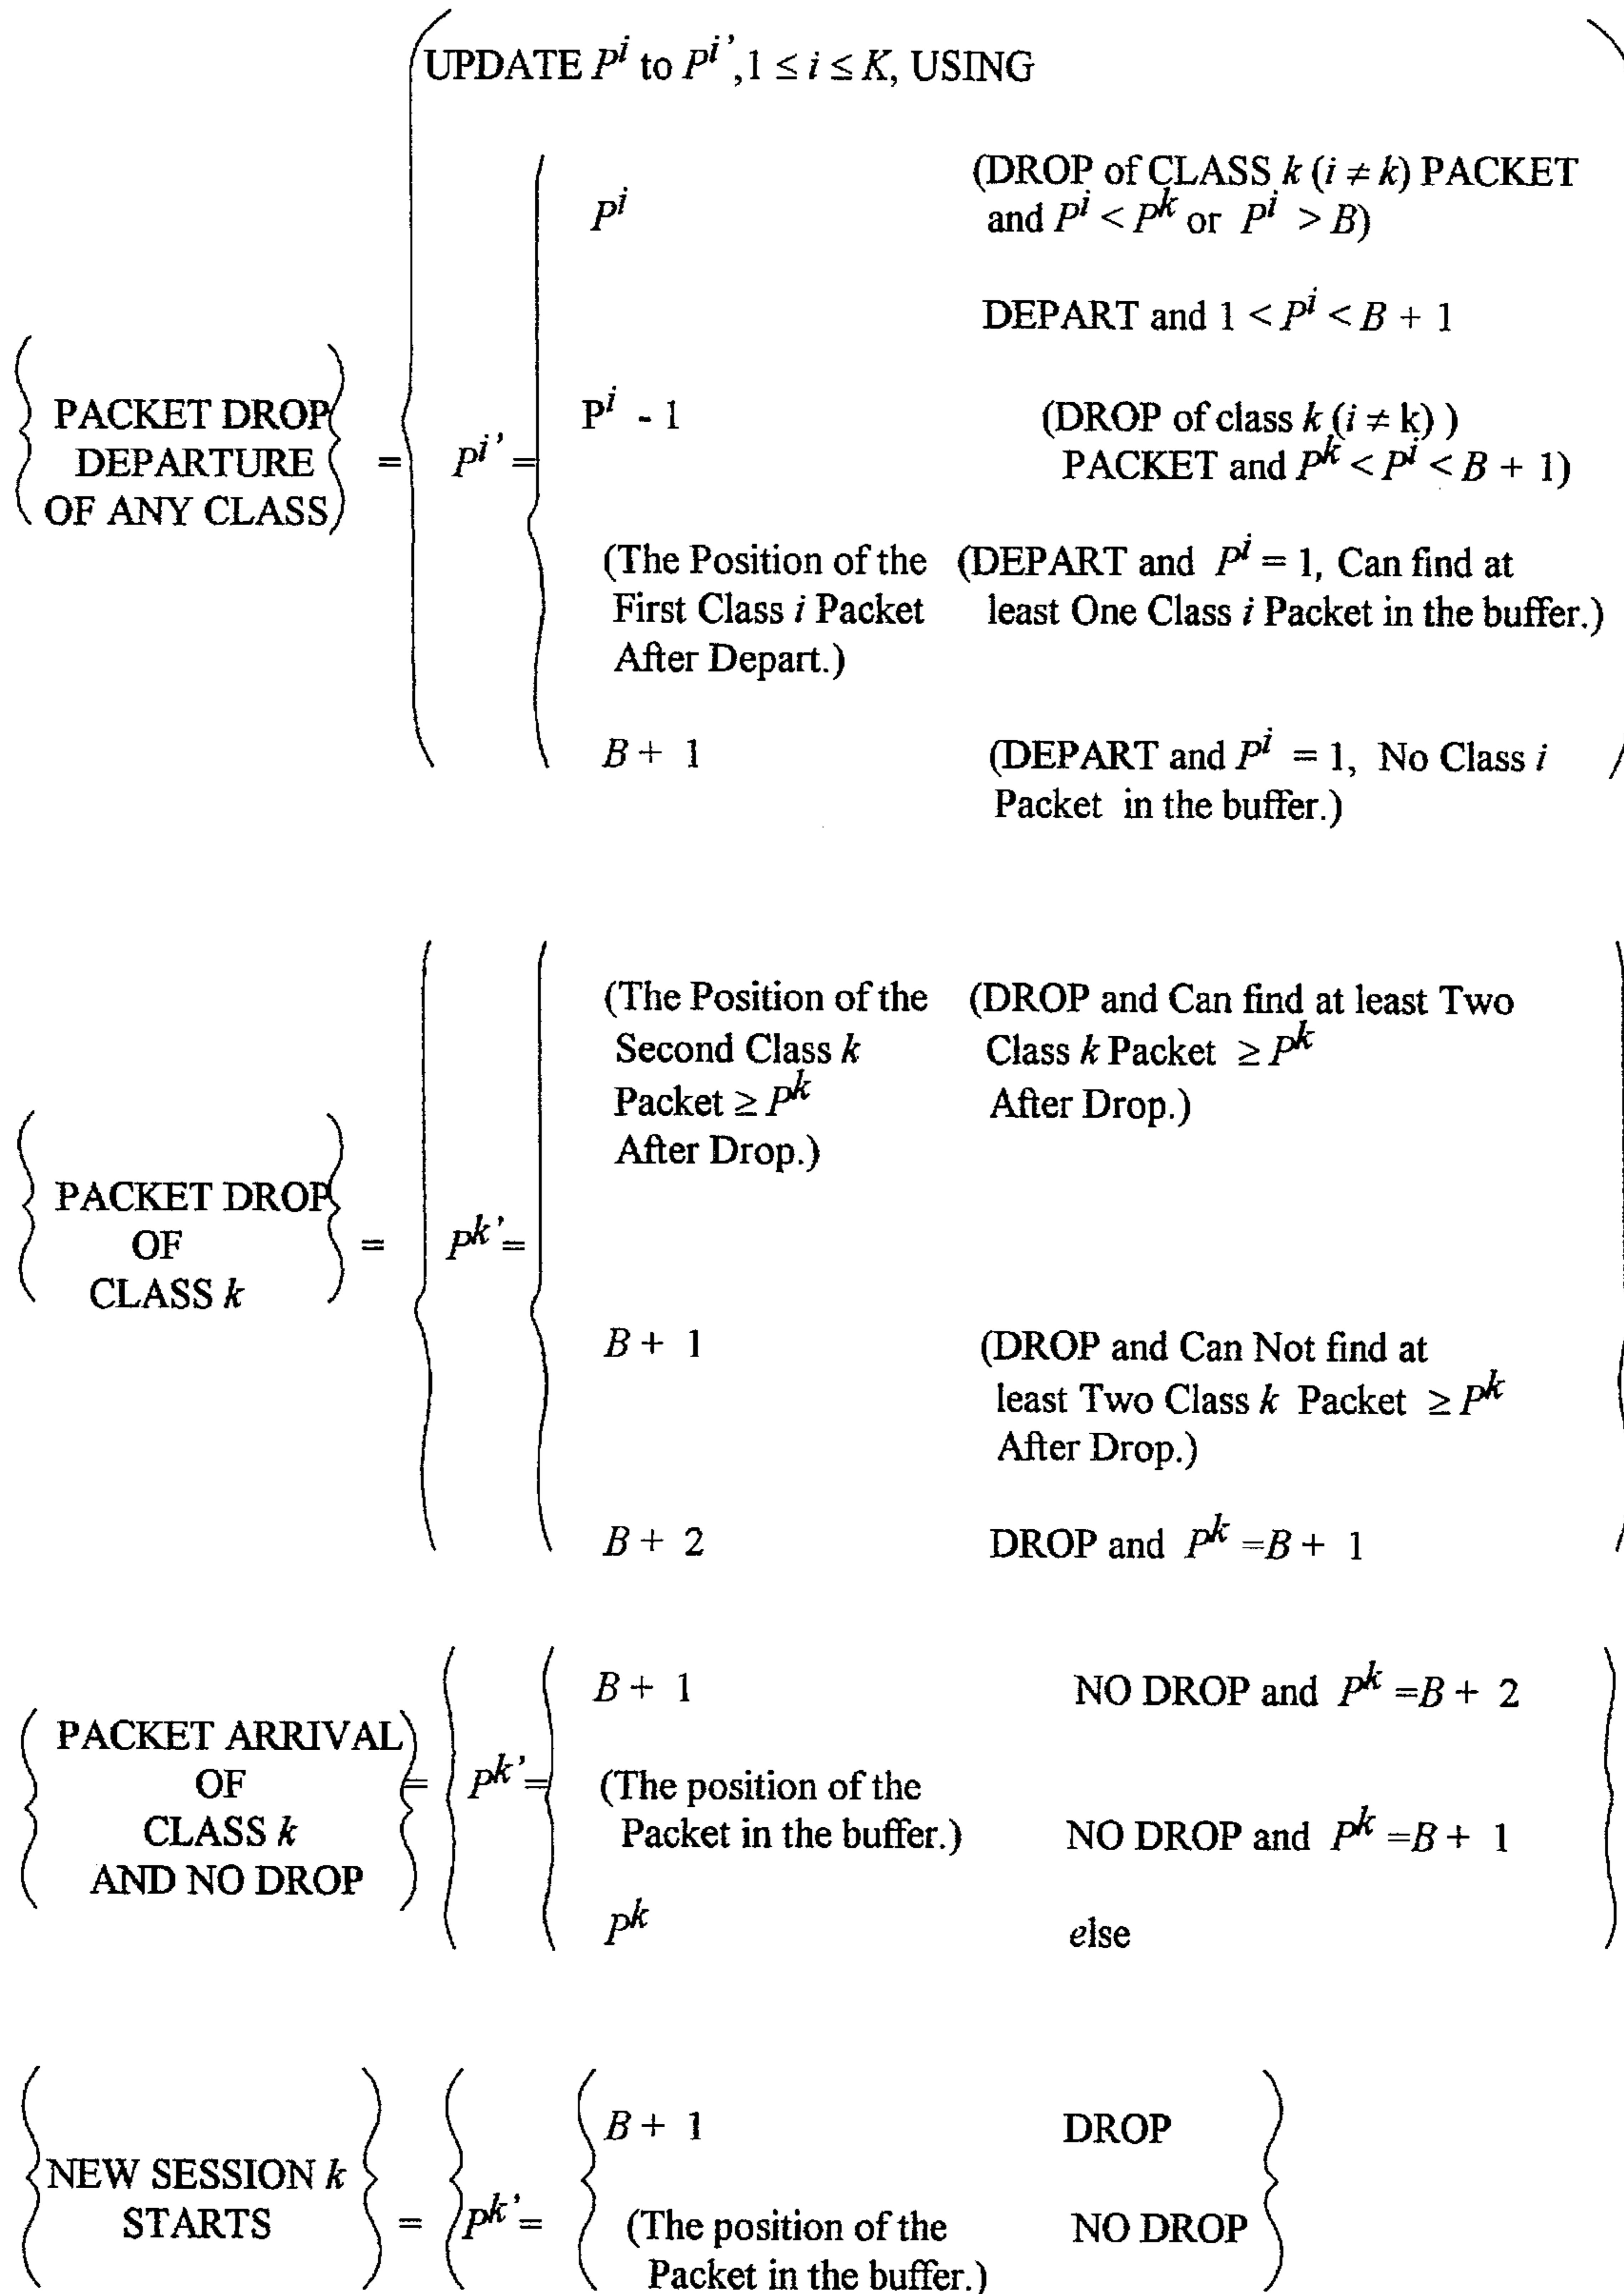 UPDATE P^i to P^i', 1 ≤ i ≤ K, USING
P^i (DROP of CLASS k (i ≠ k) PACKET
and P^i < P^k or P^i > B)
DEPART and 1 < P^i < B + 1
PACKET DROP
DEPARTURE
OF ANY CLASS
= P^i' =
P^i - 1 (DROP of class k (i ≠ k) )
PACKET and P^k < P^i < B + 1)
(The Position of the (DEPART and P^i = 1, Can find at
First Class i Packet least One Class i Packet in the buffer.)
After Depart.)
B + 1 (DEPART and P^i = 1, No Class i
Packet in the buffer.)
(The Position of the (DROP and Can find at least Two
Second Class k Class k Packet ≥ P^k
Packet ≥ P^k After Drop.)
After Drop.)
PACKET DROP
OF
CLASS k
= P^k' =
B + 1 (DROP and Can Not find at
least Two Class k Packet ≥ P^k
After Drop.)
B + 2 DROP and P^k =B + 1
B + 1 NO DROP and P^k =B + 2
PACKET ARRIVAL
OF
CLASS k
AND NO DROP
= P^k' =
(The position of the
Packet in the buffer.) NO DROP and P^k =B + 1
P^k else
B + 1 DROP
NEW SESSION k
STARTS
= P^k' =
(The position of the NO DROP
Packet in the buffer.)